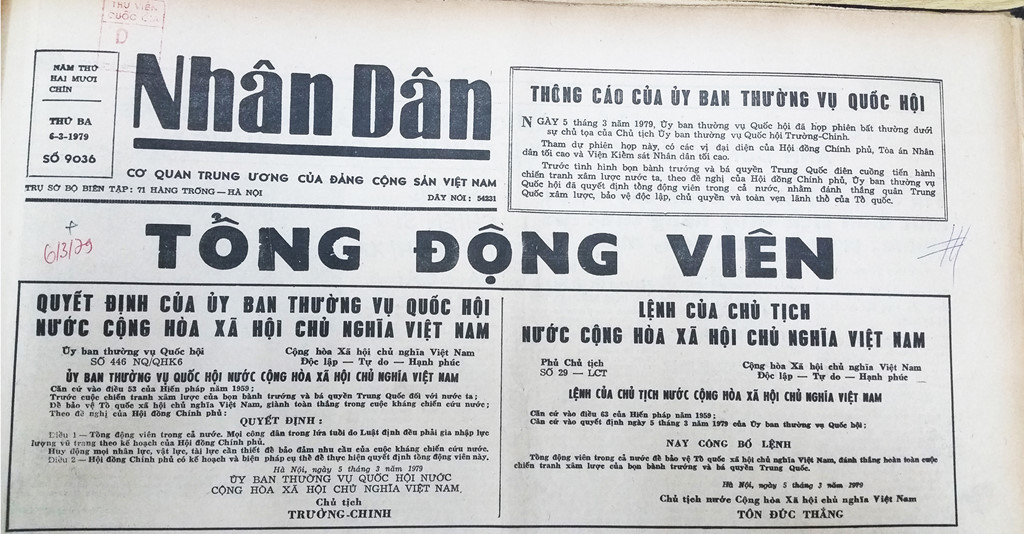 THƯ VIỆN
QUỐC GIA
D
NĂM THỨ
HAI MƯƠI
CHÍN
THỨ BA
6-3-1979
SỐ 9036
Nhân Dân
CƠ QUAN TRUNG ƯƠNG CỦA ĐẢNG CỘNG SẢN VIỆT NAM
TRỤ SỞ BỘ BIÊN TẬP : 71 HÀNG TRỐNG — HÀ NỘI
DÂY NÓI : 54231
THÔNG CÁO CỦA ỦY BAN THƯỜNG VỤ QUỐC HỘI
NGÀY 5 tháng 3 năm 1979, Ủy ban thường vụ Quốc hội đã họp phiên bất thường dưới
sự chủ tọa của Chủ tịch Ủy ban thường vụ Quốc hội Trường-Chinh.
Tham dự phiên họp này, có các vị đại diện của Hội đồng Chính phủ, Tòa án Nhân
dân tối cao và Viện Kiểm sát Nhân dân tối cao.
Trước tình hình bọn bành trướng và bá quyền Trung Quốc điên cuồng tiến hành
chiến tranh xâm lược nước ta, theo đề nghị của Hội đồng Chính phủ, Ủy ban thường vụ
Quốc hội đã quyết định tổng động viên trong cả nước, nhằm đánh thắng quân Trung
Quốc xâm lược, bảo vệ độc lập, chủ quyền và toàn vẹn lãnh thổ của Tổ quốc.
6/3/79
TỔNG ĐỘNG VIÊN
QUYẾT ĐỊNH CỦA ỦY BAN THƯỜNG VỤ QUỐC HỘI
NƯỚC CỘNG HÒA XÃ HỘI CHỦ NGHĨA VIỆT NAM
Ủy ban thường vụ Quốc hội
SỐ 446 NQ/QHK6
Cộng hòa Xã hội chủ nghĩa Việt Nam
Độc lập — Tự do — Hạnh phúc
ỦY BAN THƯỜNG VỤ QUỐC HỘI NƯỚC CỘNG HÒA XÃ HỘI CHỦ NGHĨA VIỆT NAM
Căn cứ vào điều 53 của Hiến pháp năm 1959 ;
Trước cuộc chiến tranh xâm lược của bọn bành trướng và bá quyền Trung Quốc đối với nước ta ;
Để bảo vệ Tổ quốc xã hội chủ nghĩa Việt Nam, giành toàn thắng trong cuộc kháng chiến cứu nước ;
Theo đề nghị của Hội đồng Chính phủ :
QUYẾT ĐỊNH :
Điều 1 — Tổng động viên trong cả nước. Mọi công dân trong lứa tuổi do Luật định đều phải gia nhập lực
lượng vũ trang theo kế hoạch của Hội đồng Chính phủ.
Huy động mọi nhân lực, vật lực, tài lực cần thiết để bảo đảm nhu cầu của cuộc kháng chiến cứu nước.
Điều 2 — Hội đồng Chính phủ có kế hoạch và biện pháp cụ thể để thực hiện quyết định tổng động viên này.
Hà Nội, ngày 5 tháng 3 năm 1979
ỦY BAN THƯỜNG VỤ QUỐC HỘI NƯỚC
CỘNG HÒA XÃ HỘI CHỦ NGHĨA VIỆT NAM
Chủ tịch
TRƯỜNG-CHINH
LỆNH CỦA CHỦ TỊCH
NƯỚC CỘNG HÒA XÃ HỘI CHỦ NGHĨA VIỆT NAM
Phủ Chủ tịch
SỐ 29 — LCT
Cộng hòa Xã hội chủ nghĩa Việt Nam
Độc lập — Tự do — Hạnh phúc
LỆNH CỦA CHỦ TỊCH NƯỚC CỘNG HÒA XÃ HỘI CHỦ NGHĨA VIỆT NAM
Căn cứ vào điều 63 của Hiến pháp năm 1959 ;
Căn cứ vào quyết định ngày 5 tháng 3 năm 1979 của Ủy ban thường vụ Quốc hội ;
NAY CÔNG BỐ LỆNH
Tổng động viên trong cả nước để bảo vệ Tổ quốc xã hội chủ nghĩa Việt Nam, đánh thắng hoàn toàn cuộc
chiến tranh xâm lược của bọn bành trướng và bá quyền Trung Quốc.
Hà Nội, ngày 5 tháng 3 năm 1979
Chủ tịch nước Cộng hòa Xã hội chủ nghĩa Việt Nam
TÔN ĐỨC THẮNG